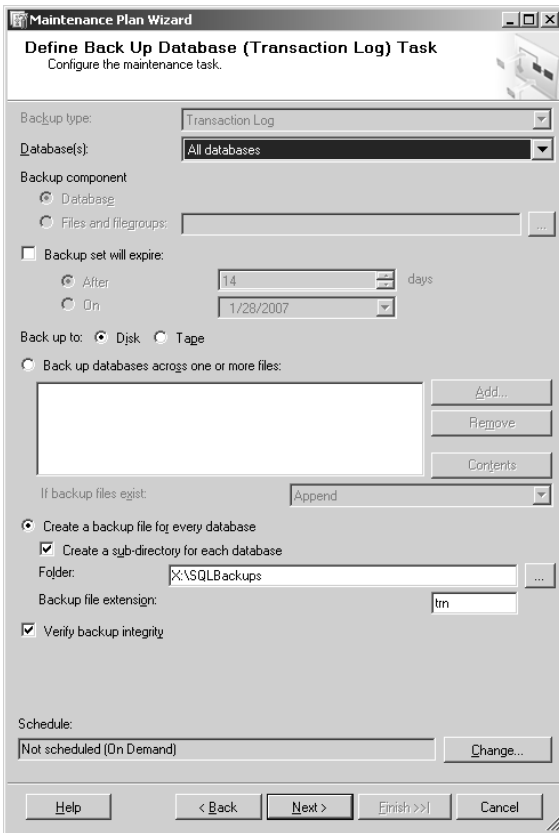 Maintenance Plan Wizard
Define Back Up Database (Transaction Log) Task
Configure the maintenance task.
Backup type: Transaction Log
Database(s): All databases
Backup component
Database
Files and filegroups: ...
Backup set will expire:
After 14 days
On 1/28/2007
Back up to: Disk Tape
Back up databases across one or more files:
Add...
Remove
Contents
If backup files exist: Append
Create a backup file for every database
Create a sub-directory for each database
Folder: X:\SQLBackups ...
Backup file extension: trn
Verify backup integrity
Schedule:
Not scheduled (On Demand) Change...
Help < Back Next > Finish >>| Cancel